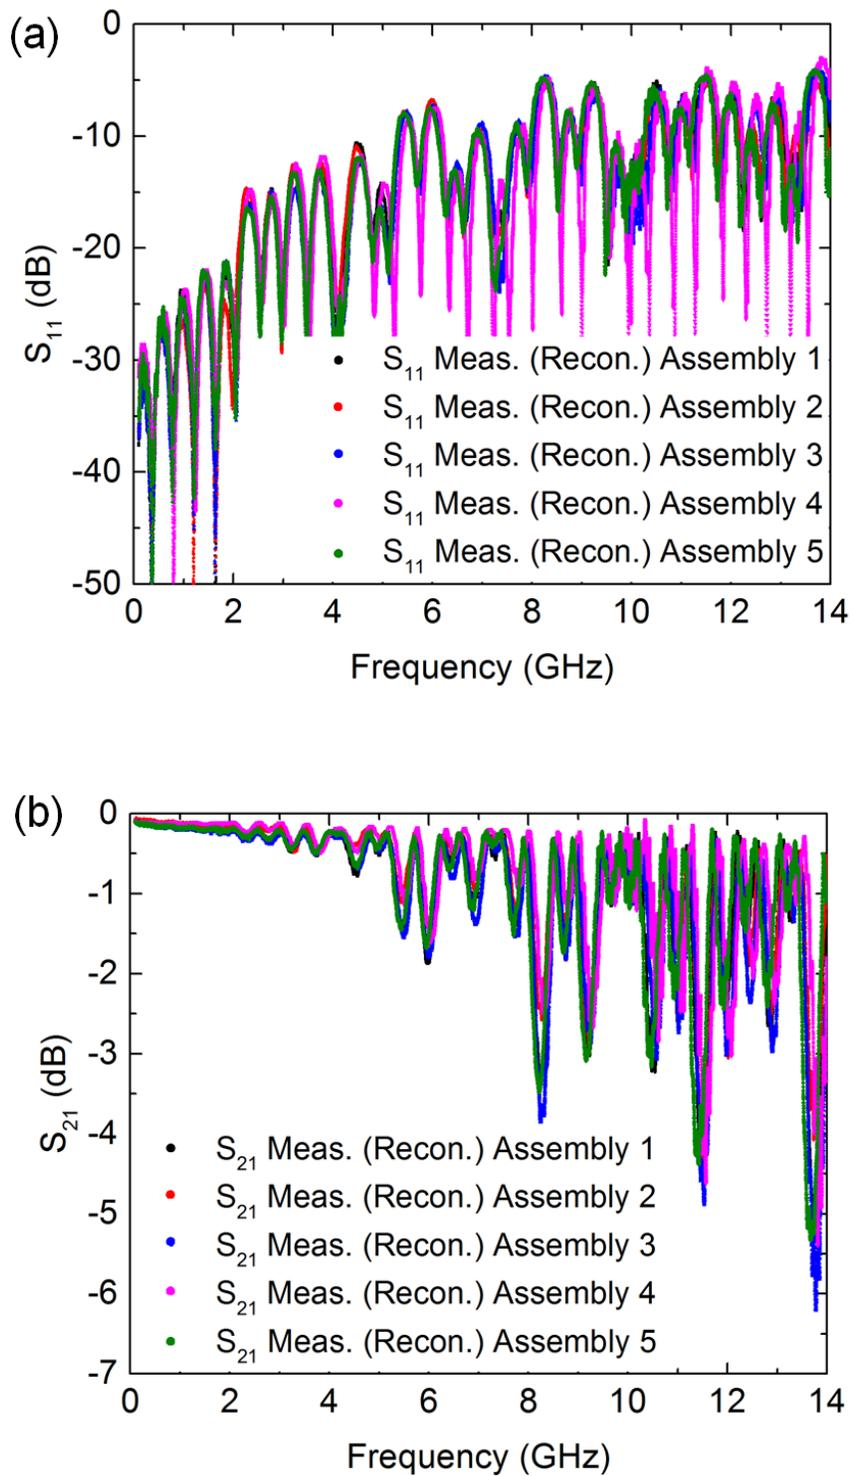 (a)
0
-10
-20
-30
-40
-50
S₁₁ (dB)
S₁₁ Meas. (Recon.) Assembly 1
S₁₁ Meas. (Recon.) Assembly 2
S₁₁ Meas. (Recon.) Assembly 3
S₁₁ Meas. (Recon.) Assembly 4
S₁₁ Meas. (Recon.) Assembly 5
0 2 4 6 8 10 12 14
Frequency (GHz)
(b)
0
-1
-2
-3
-4
-5
-6
-7
S₂₁ (dB)
S₂₁ Meas. (Recon.) Assembly 1
S₂₁ Meas. (Recon.) Assembly 2
S₂₁ Meas. (Recon.) Assembly 3
S₂₁ Meas. (Recon.) Assembly 4
S₂₁ Meas. (Recon.) Assembly 5
0 2 4 6 8 10 12 14
Frequency (GHz)